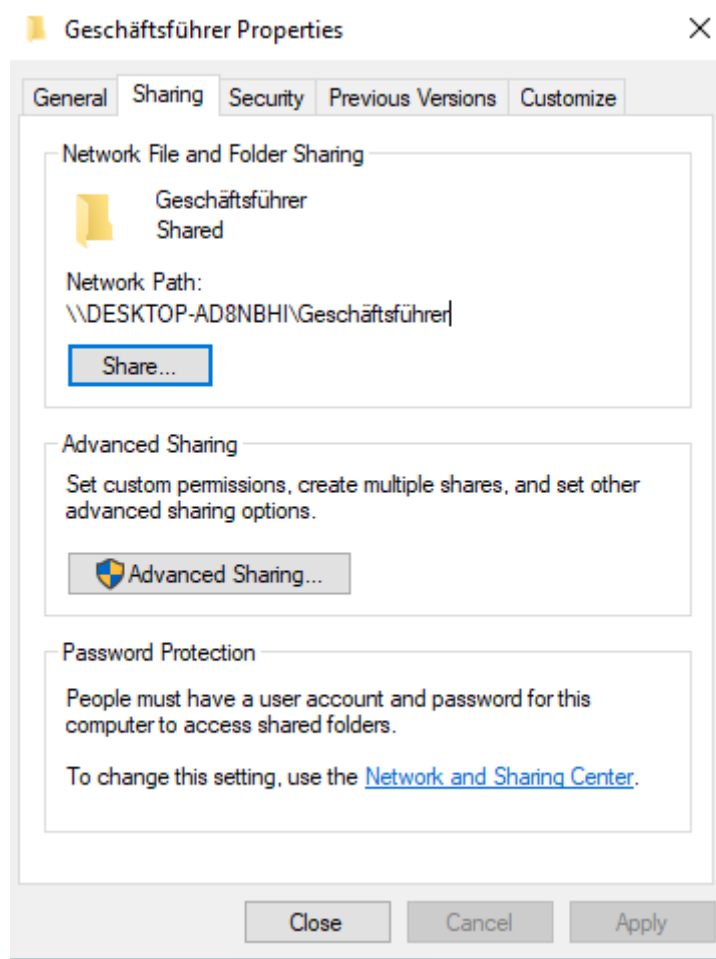 Geschäftsführer Properties
General Sharing Security Previous Versions Customize
Network File and Folder Sharing
Geschäftsführer
Shared
Network Path:
\\DESKTOP-AD8NBHI\Geschäftsführer
Share...
Advanced Sharing
Set custom permissions, create multiple shares, and set other
advanced sharing options.
Advanced Sharing...
Password Protection
People must have a user account and password for this
computer to access shared folders.
To change this setting, use the Network and Sharing Center.
Close Cancel Apply